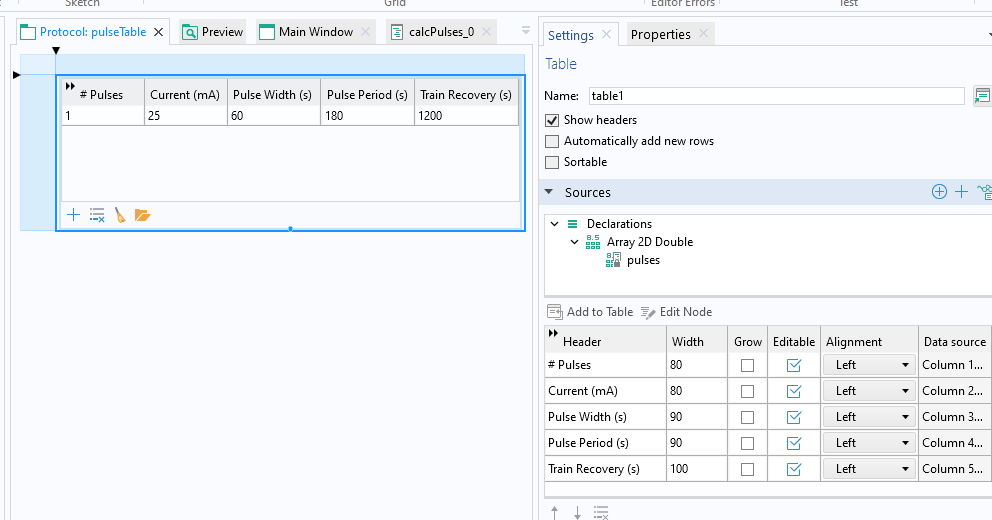 Sketch Grid Editor Errors Test
Protocol: pulseTable Preview Main Window calcPulses_0
# Pulses Current (mA) Pulse Width (s) Pulse Period (s) Train Recovery (s)
1 25 60 180 1200
Settings Properties
Table
Name: table1
Show headers
Automatically add new rows
Sortable
Sources
Declarations
8.5 Array 2D Double
pulses
Add to Table Edit Node
Header Width Grow Editable Alignment Data source
# Pulses 80 Left Column 1...
Current (mA) 80 Left Column 2...
Pulse Width (s) 90 Left Column 3...
Pulse Period (s) 90 Left Column 4...
Train Recovery (s) 100 Left Column 5...